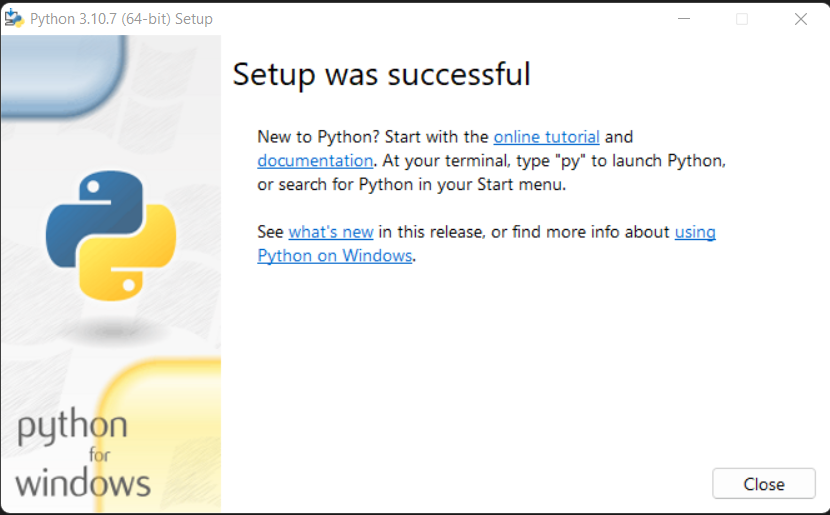 Python 3.10.7 (64-bit) Setup
Setup was successful
New to Python? Start with the online tutorial and
documentation. At your terminal, type "py" to launch Python,
or search for Python in your Start menu.
See what's new in this release, or find more info about using
Python on Windows.
python
for
windows
Close